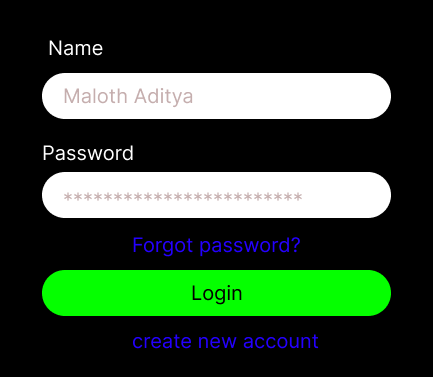 Name
Maloth Aditya
Password
************************
Forgot password?
Login
create new account